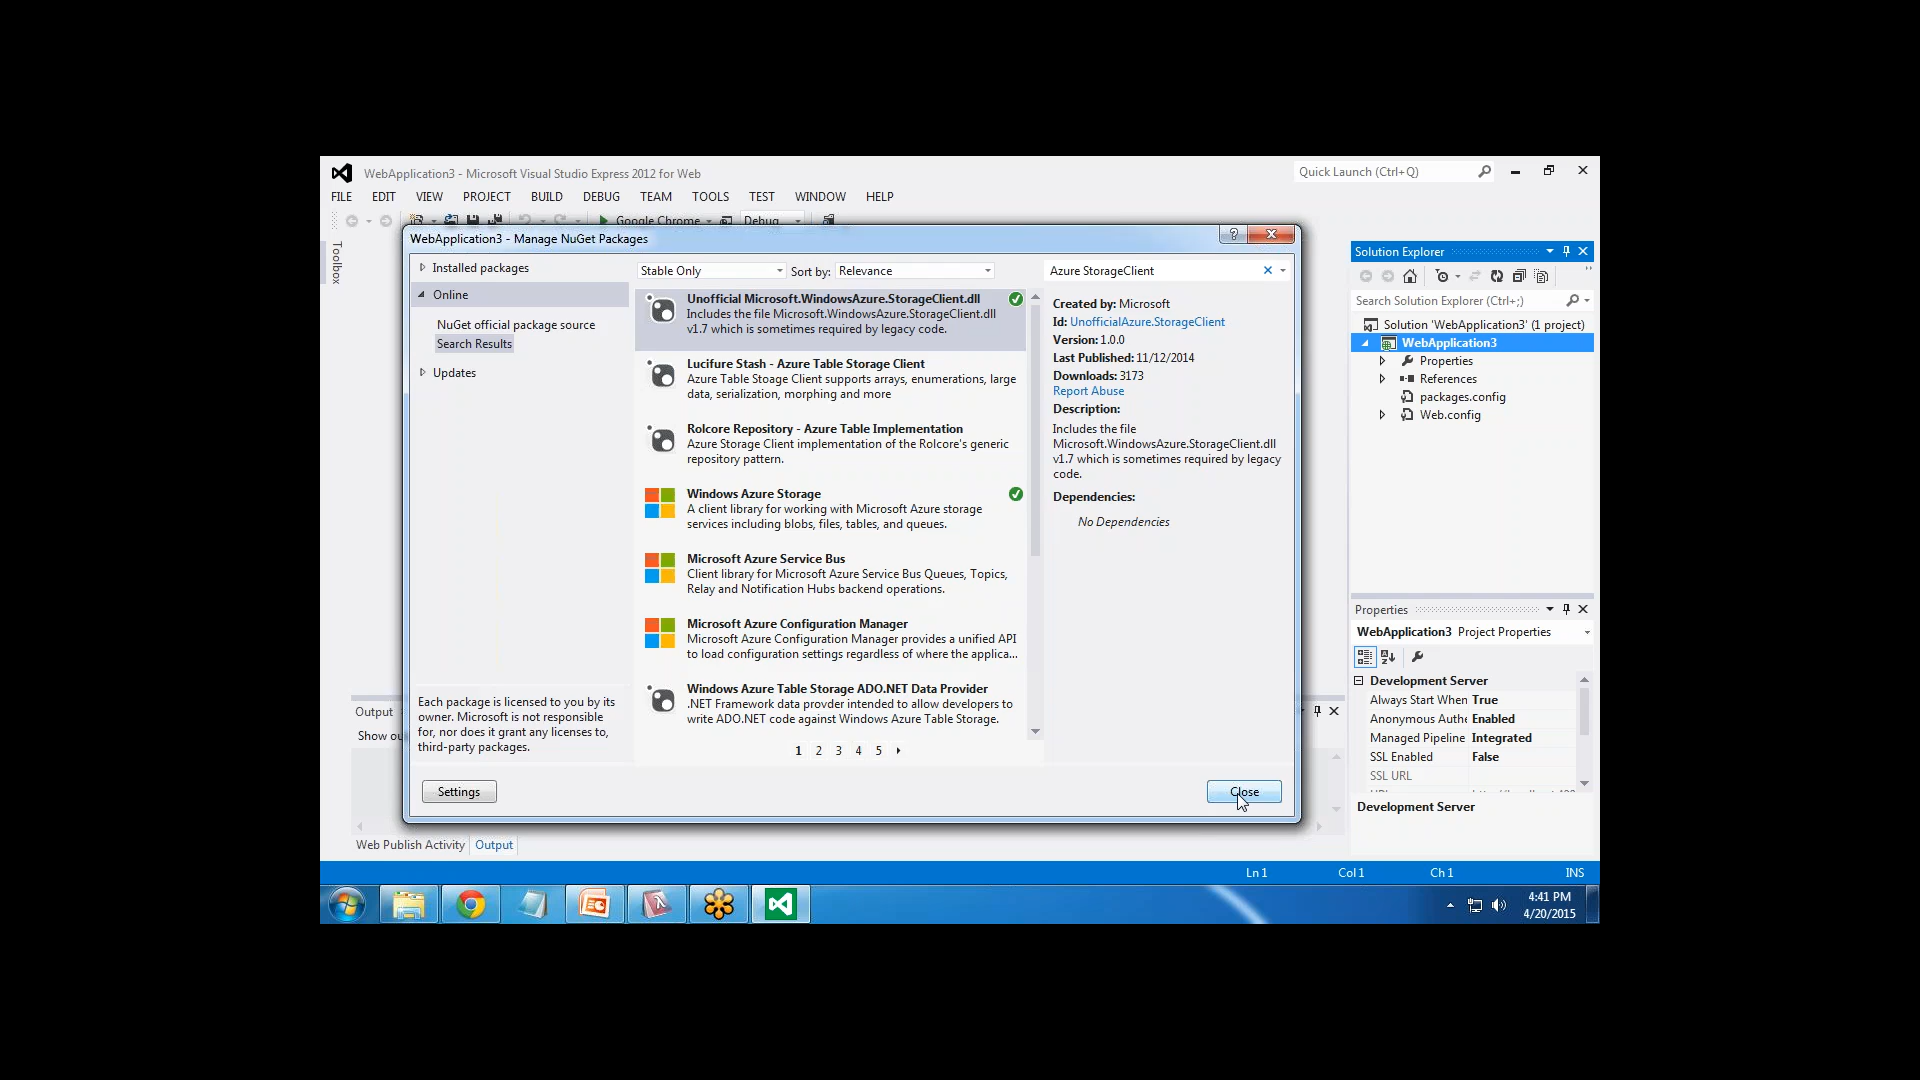 WebApplication3 - Microsoft Visual Studio Express 2012 for Web
Quick Launch (Ctrl+Q)
FILE EDIT VIEW PROJECT BUILD DEBUG TEAM TOOLS TEST WINDOW HELP
Google Chrome Debug
Toolbox
WebApplication3 - Manage NuGet Packages
Installed packages
Online
NuGet official package source
Search Results
Updates
Each package is licensed to you by its
owner. Microsoft is not responsible
for, nor does it grant any licenses to,
third-party packages.
Settings
Stable Only Sort by: Relevance
Unofficial Microsoft.WindowsAzure.StorageClient.dll
Includes the file Microsoft.WindowsAzure.StorageClient.dll
v1.7 which is sometimes required by legacy code.
Lucifure Stash - Azure Table Storage Client
Azure Table Stoage Client supports arrays, enumerations, large
data, serialization, morphing and more
Rolcore Repository - Azure Table Implementation
Azure Storage Client implementation of the Rolcore's generic
repository pattern.
Windows Azure Storage
A client library for working with Microsoft Azure storage
services including blobs, files, tables, and queues.
Microsoft Azure Service Bus
Client library for Microsoft Azure Service Bus Queues, Topics,
Relay and Notification Hubs backend operations.
Microsoft Azure Configuration Manager
Microsoft Azure Configuration Manager provides a unified API
to load configuration settings regardless of where the applica...
Windows Azure Table Storage ADO.NET Data Provider
.NET Framework data provder intended to allow developers to
write ADO.NET code against Windows Azure Table Storage.
1 2 3 4 5
Azure StorageClient
Created by: Microsoft
Id: UnofficialAzure.StorageClient
Version: 1.0.0
Last Published: 11/12/2014
Downloads: 3173
Report Abuse
Description:
Includes the file
Microsoft.WindowsAzure.StorageClient.dll
v1.7 which is sometimes required by legacy
code.
Dependencies:
No Dependencies
Close
Solution Explorer
Search Solution Explorer (Ctrl+;)
Solution 'WebApplication3' (1 project)
WebApplication3
Properties
References
packages.config
Web.config
Properties
WebApplication3 Project Properties
Development Server
Always Start When True
Anonymous Authe Enabled
Managed Pipeline Integrated
SSL Enabled False
SSL URL
Development Server
Output
Show ou
Web Publish Activity Output
Ln 1 Col 1 Ch 1 INS
4:41 PM
4/20/2015